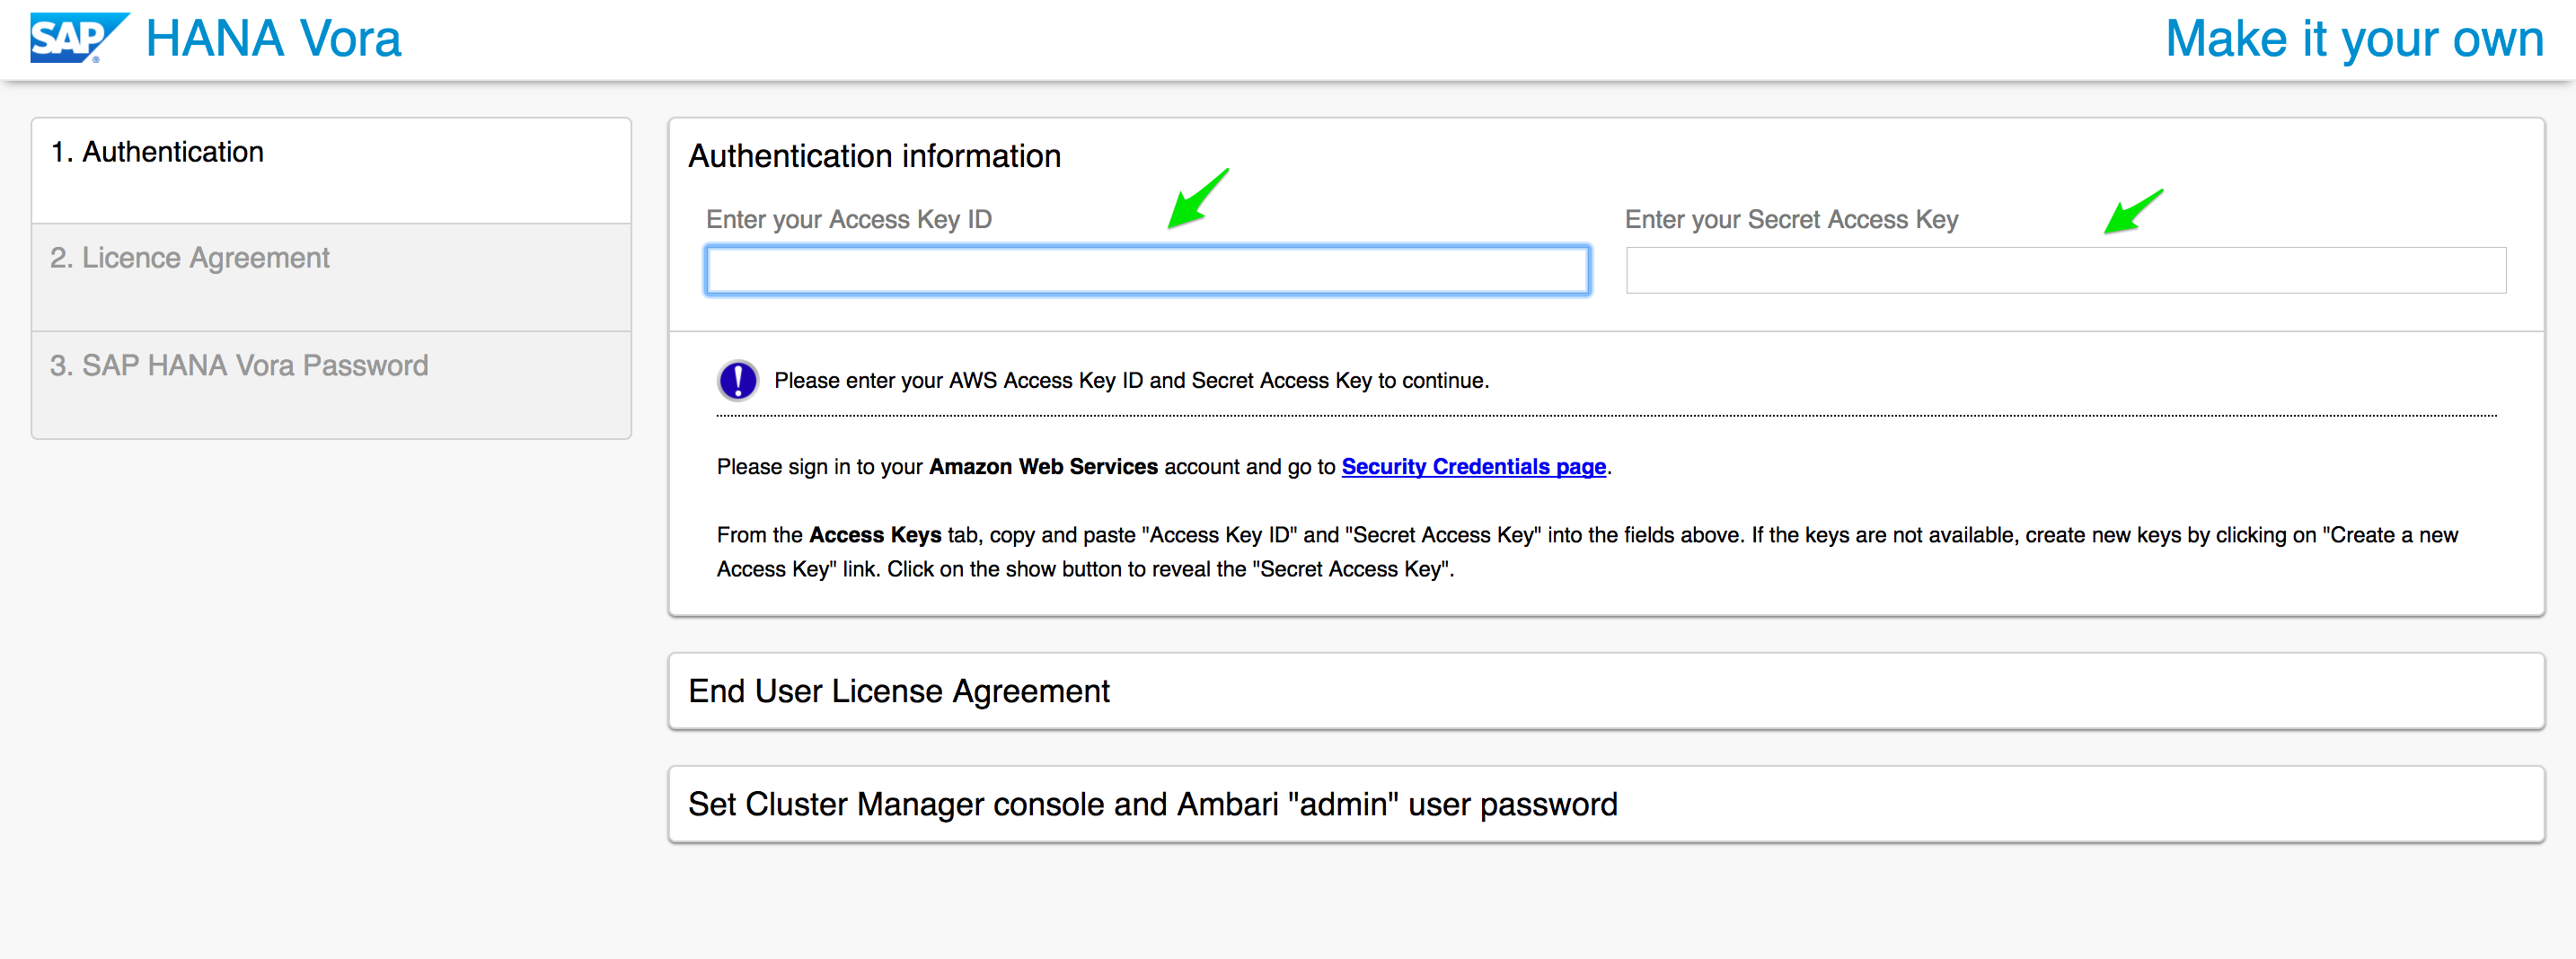 SAP ® HANA Vora
Make it your own
1. Authentication
2. Licence Agreement
3. SAP HANA Vora Password
Authentication information
Enter your Access Key ID
Enter your Secret Access Key
! Please enter your AWS Access Key ID and Secret Access Key to continue.
Please sign in to your Amazon Web Services account and go to Security Credentials page.
From the Access Keys tab, copy and paste "Access Key ID" and "Secret Access Key" into the fields above. If the keys are not available, create new keys by clicking on "Create a new
Access Key" link. Click on the show button to reveal the "Secret Access Key".
End User License Agreement
Set Cluster Manager console and Ambari "admin" user password